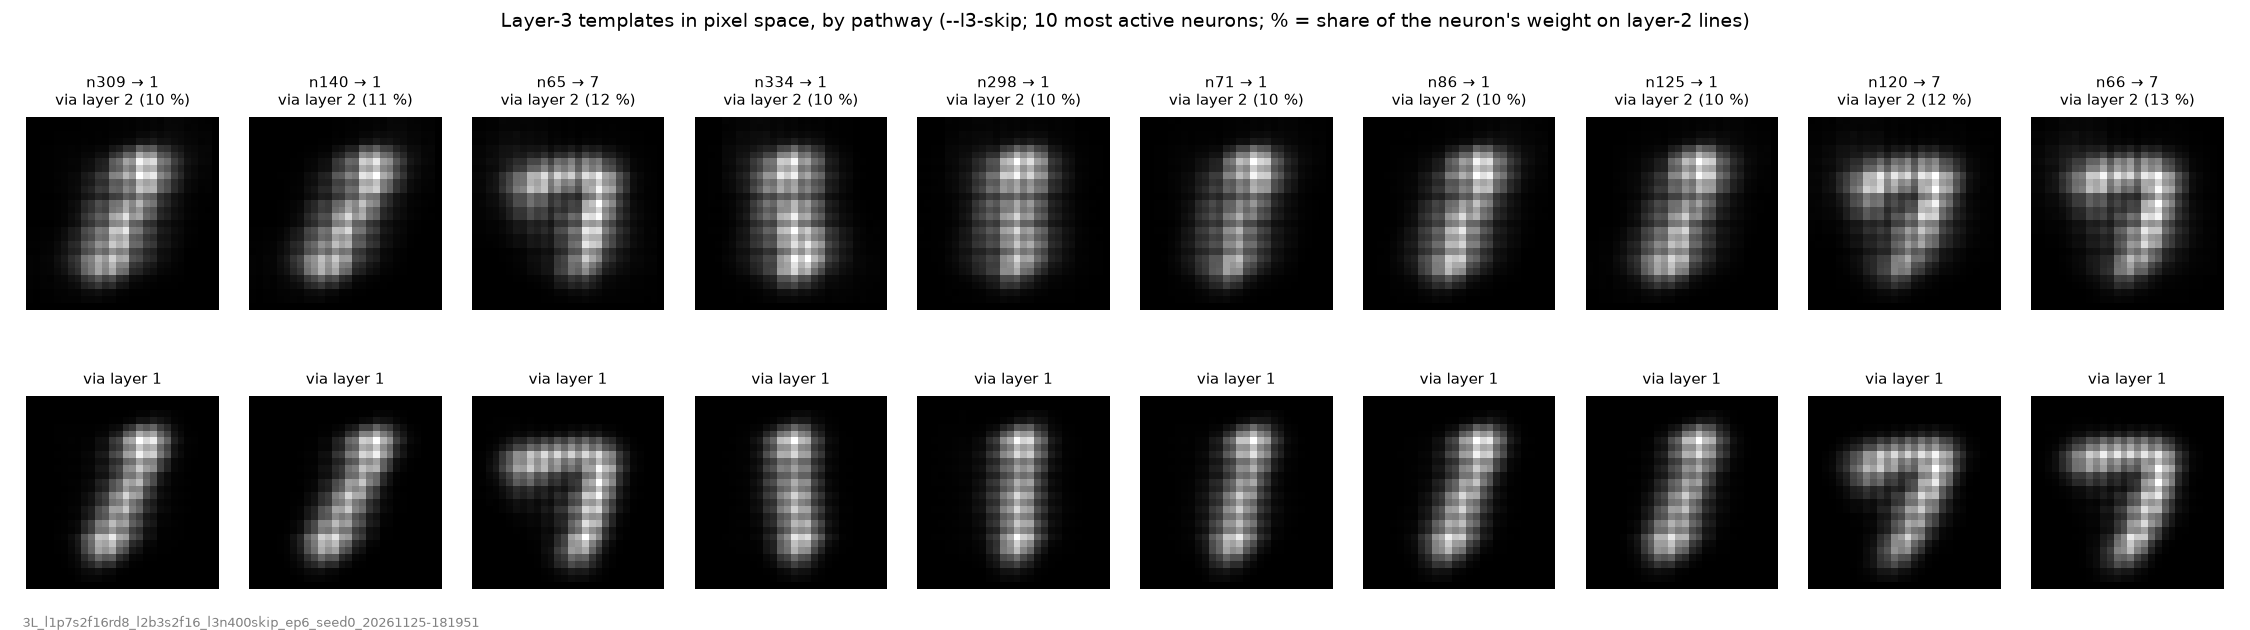 Layer-3 templates in pixel space, by pathway (--l3-skip; 10 most active neurons; % = share of the neuron's weight on layer-2 lines)
n309 → 1
via layer 2 (10 %)
n140 → 1
via layer 2 (11 %)
n65 → 7
via layer 2 (12 %)
n334 → 1
via layer 2 (10 %)
n298 → 1
via layer 2 (10 %)
n71 → 1
via layer 2 (10 %)
n86 → 1
via layer 2 (10 %)
n125 → 1
via layer 2 (10 %)
n120 → 7
via layer 2 (12 %)
n66 → 7
via layer 2 (13 %)
via layer 1
via layer 1
via layer 1
via layer 1
via layer 1
via layer 1
via layer 1
via layer 1
via layer 1
via layer 1
3L_l1p7s2f16rd8_l2b3s2f16_l3n400skip_ep6_seed0_20261125-181951